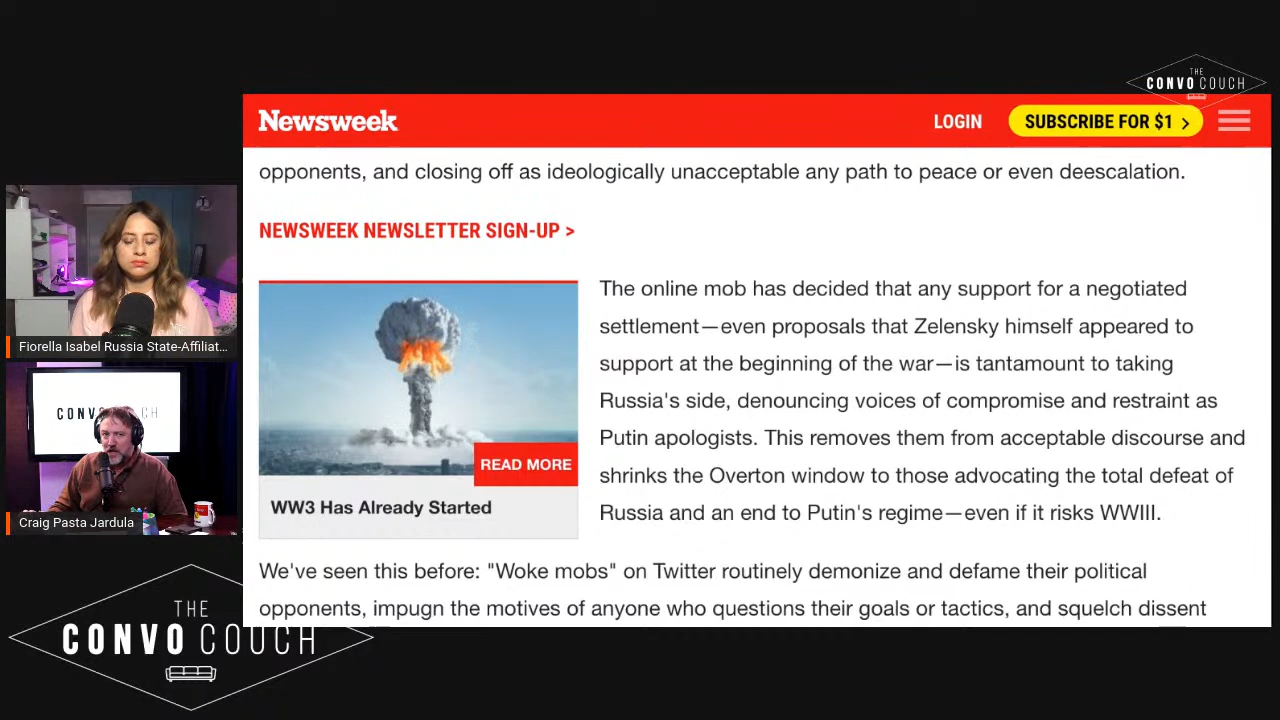 THE
CONVO COUCH
Newsweek
LOGIN
SUBSCRIBE FOR $1 >
opponents, and closing off as ideologically unacceptable any path to peace or even deescalation.
NEWSWEEK NEWSLETTER SIGN-UP >
The online mob has decided that any support for a negotiated
settlement—even proposals that Zelensky himself appeared to
support at the beginning of the war—is tantamount to taking
Russia's side, denouncing voices of compromise and restraint as
Putin apologists. This removes them from acceptable discourse and
shrinks the Overton window to those advocating the total defeat of
Russia and an end to Putin's regime—even if it risks WWIII.
READ MORE
WW3 Has Already Started
We've seen this before: "Woke mobs" on Twitter routinely demonize and defame their political
opponents, impugn the motives of anyone who questions their goals or tactics, and squelch dissent
Fiorella Isabel Russia State-Affiliat...
Craig Pasta Jardula
THE
CONVO COUCH